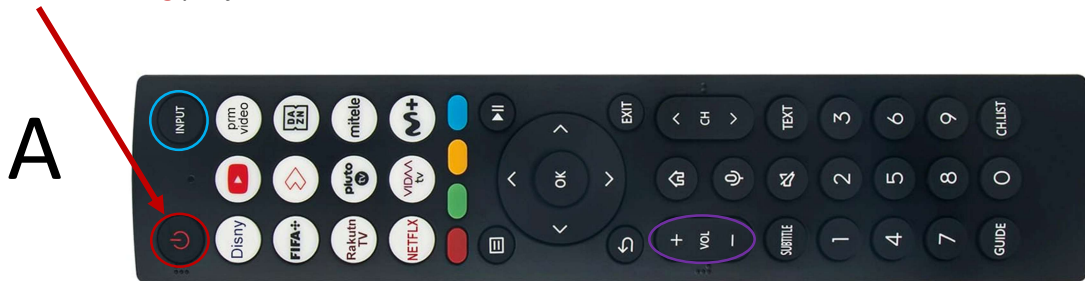 A
INPUT
prm
video
DA
ZN
mitele
M+
EXIT
CH
TEXT
3
6
9
CH.LIST
pluto
tv
VIDAA
tv
OK
2
5
8
0
Disny
FIFA+
Rakutn
TV
NETFLX
+ VOL −
SUBTITLE
1
4
7
GUIDE